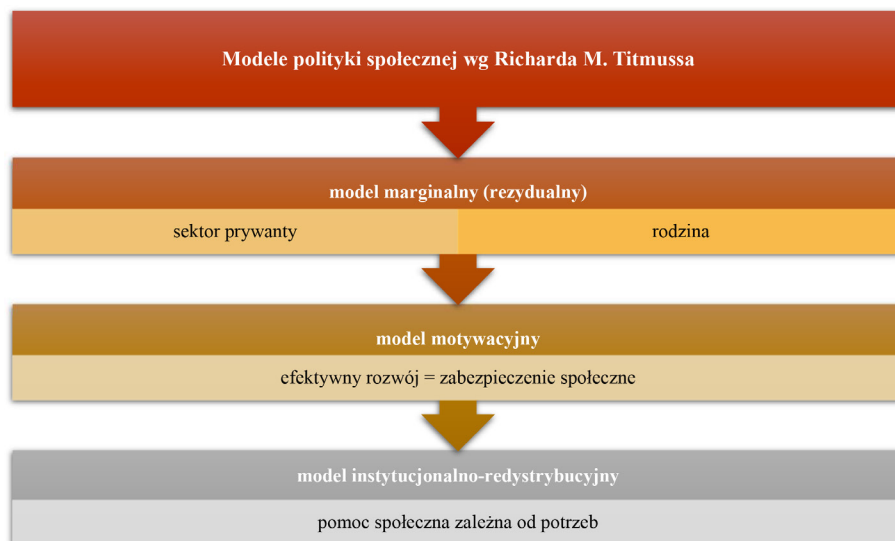 Modele polityki społecznej wg Richarda M. Titmussa
model marginalny (rezydualny)
sektor prywanty
rodzina
model motywacyjny
efektywny rozwój = zabezpieczenie społeczne
model instytucjonalno-redystrybucyjny
pomoc społeczna zależna od potrzeb